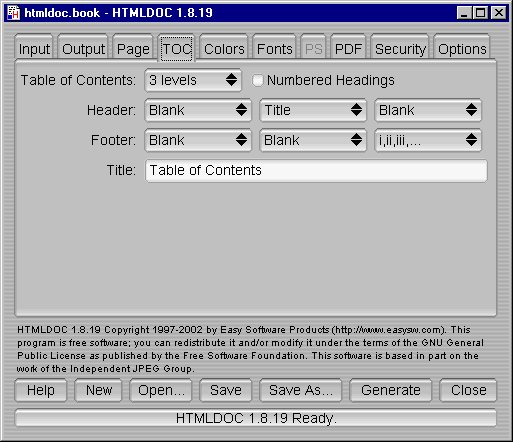 htmldoc.book - HTMLDOC 1.8.19
Input Output Page TOC Colors Fonts PS PDF Security Options
Table of Contents: 3 levels Numbered Headings
Header: Blank Title Blank
Footer: Blank Blank i,ii,iii,...
Title: Table of Contents
HTMLDOC 1.8.19 Copyright 1997-2002 by Easy Software Products (http://www.easysw.com). This
program is free software; you can redistribute it and/or modify it under the terms of the GNU General
Public License as published by the Free Software Foundation. This software is based in part on the
work of the Independent JPEG Group.
Help New Open... Save Save As... Generate Close
HTMLDOC 1.8.19 Ready.